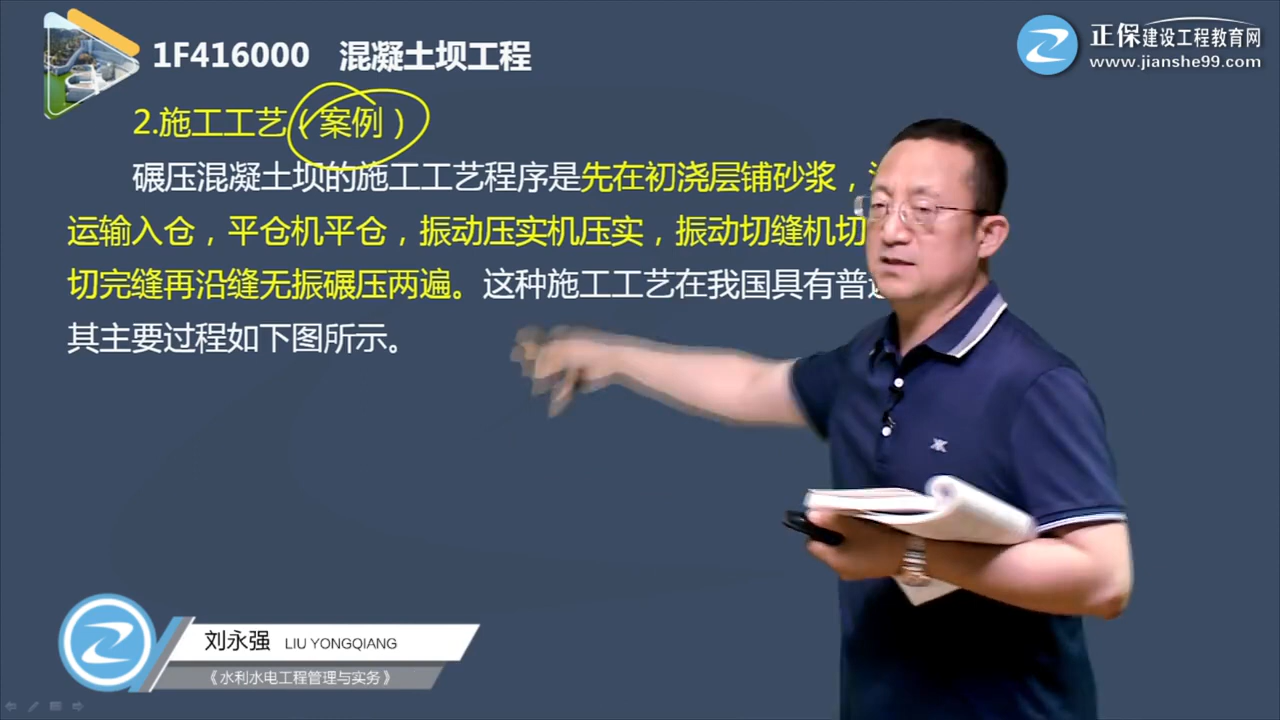 1F416000 混凝土坝工程
正保建设工程教育网
www.jianshe99.com
2.施工工艺(案例)
碾压混凝土坝的施工工艺程序是先在初浇层铺砂浆，
运输入仓，平仓机平仓，振动压实机压实，振动切缝机切
切完缝再沿缝无振碾压两遍。这种施工工艺在我国具有普
其主要过程如下图所示。
刘永强 LIU YONGQIANG
《水利水电工程管理与实务》